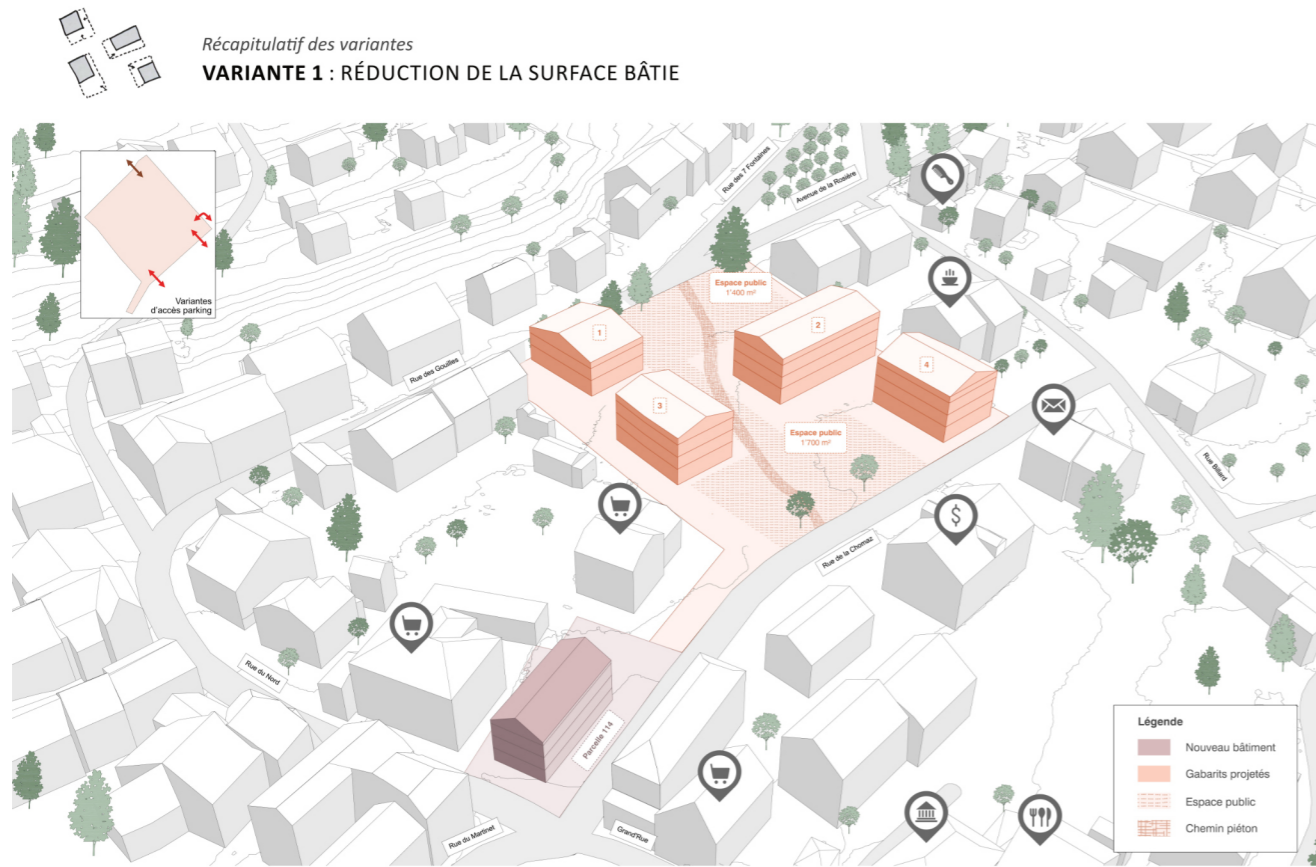 Récapitulatif des variantes
VARIANTE 1 : RÉDUCTION DE LA SURFACE BÂTIE
Variantes
d'accès parking
Rue des 7 Fontaines
Avenue de la Rosière
Espace public
1'400 m²
1
2
3
4
Rue des Gouilles
Espace public
1'700 m²
Rue Billard
$
Rue de la Chomaz
Rue du Nord
Parcelle 114
Rue du Martinet
Grand'Rue
Légende
Nouveau bâtiment
Gabarits projetés
Espace public
Chemin piéton